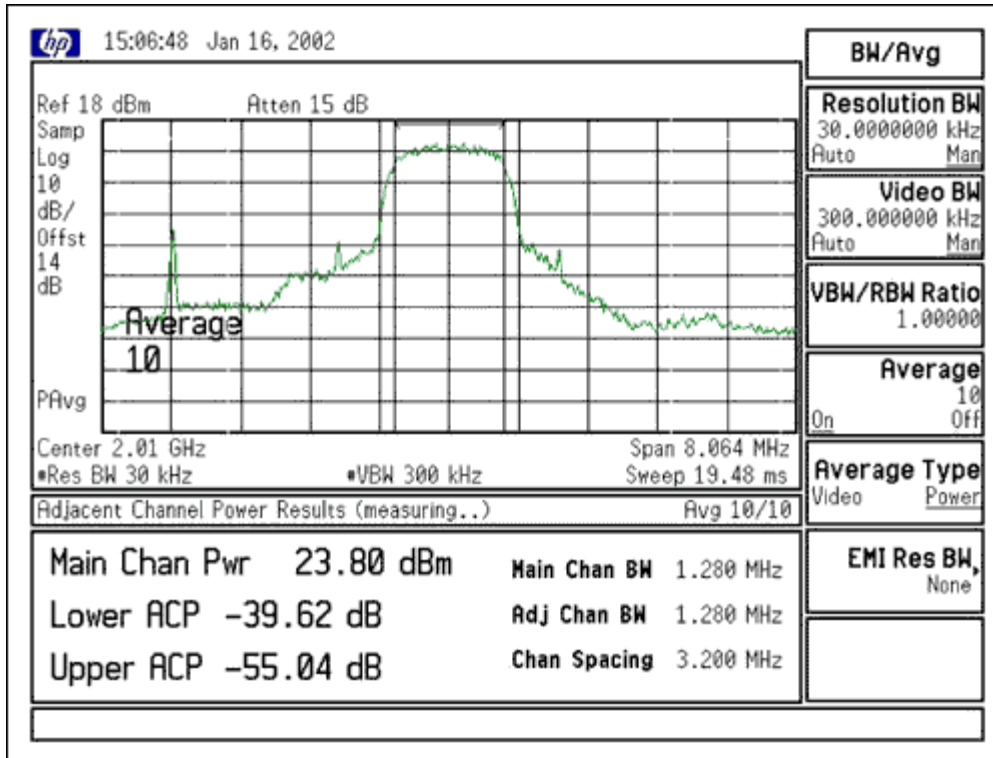 hp 15:06:48 Jan 16, 2002
Ref 18 dBm Atten 15 dB
Samp
Log
10
dB/
Offst
14
dB
Average
10
PAvg
Center 2.01 GHz Span 8.064 MHz
*Res BW 30 kHz *VBW 300 kHz Sweep 19.48 ms
Adjacent Channel Power Results (measuring..) Avg 10/10
Main Chan Pwr 23.80 dBm
Lower ACP -39.62 dB
Upper ACP -55.04 dB
Main Chan BW 1.280 MHz
Adj Chan BW 1.280 MHz
Chan Spacing 3.200 MHz
BW/Avg
Resolution BW
30.0000000 kHz
Auto Man
Video BW
300.000000 kHz
Auto Man
VBW/RBW Ratio
1.00000
Average
10
On Off
Average Type
Video Power
EMI Res BW,
None